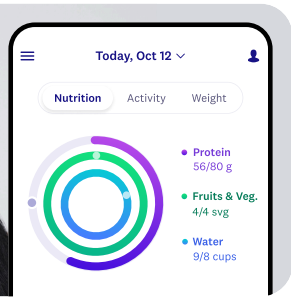 Today, Oct 12
Nutrition Activity Weight
Protein
56/80 g
Fruits & Veg.
4/4 svg
Water
9/8 cups